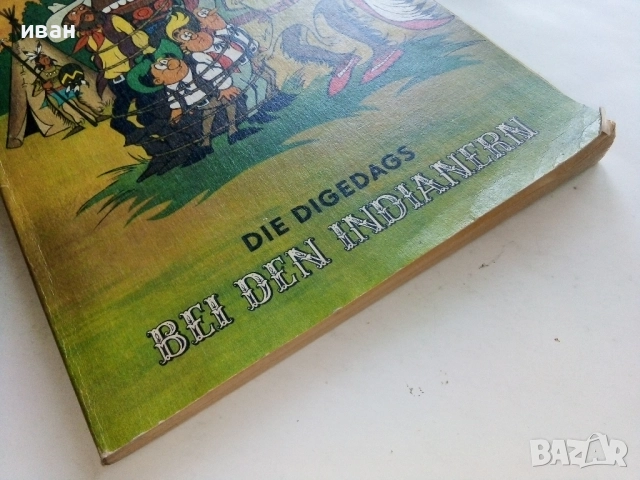 иван
DIE DIGEDAGS
BEI DEN INDIANERN
BAZAR